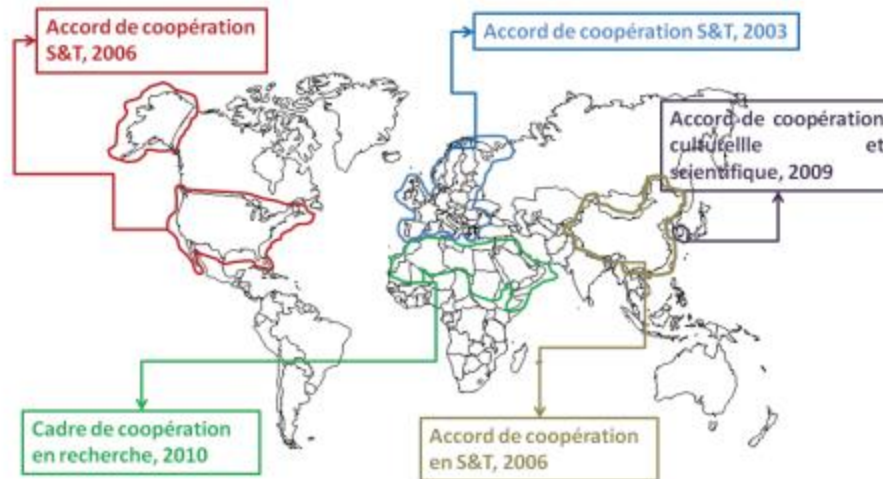 Accord de coopération
S&T, 2006
Accord de coopération S&T, 2003
Accord de coopération
culturellle et
scientifique, 2009
Cadre de coopération
en recherche, 2010
Accord de coopération
en S&T, 2006